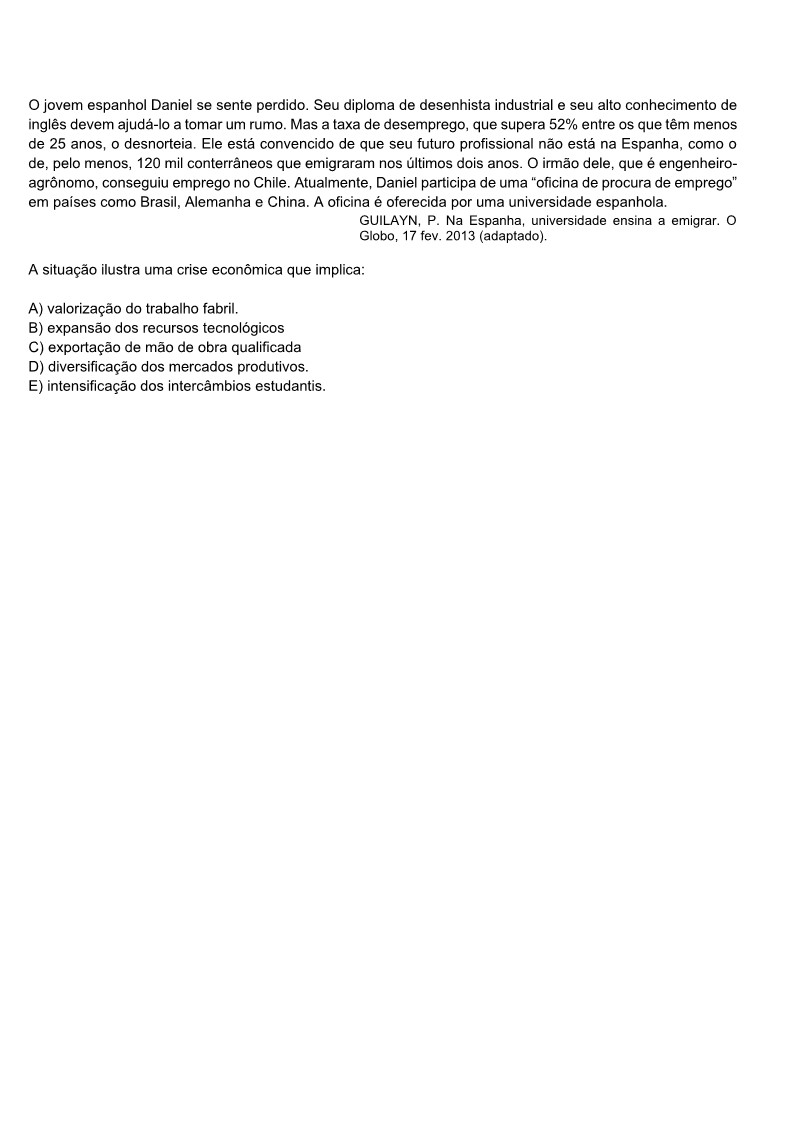 O jovem espanhol Daniel se sente perdido. Seu diploma de desenhista industrial e seu alto conhecimento de
inglês devem ajudá-lo a tomar um rumo. Mas a taxa de desemprego, que supera 52% entre os que têm menos
de 25 anos, o desnorteia. Ele está convencido de que seu futuro profissional não está na Espanha, como o
de, pelo menos, 120 mil conterrâneos que emigraram nos últimos dois anos. O irmão dele, que é engenheiro-
agrônomo, conseguiu emprego no Chile. Atualmente, Daniel participa de uma “oficina de procura de emprego”
em países como Brasil, Alemanha e China. A oficina é oferecida por uma universidade espanhola.
GUILAYN, P. Na Espanha, universidade ensina a emigrar. O
Globo, 17 fev. 2013 (adaptado).
A situação ilustra uma crise econômica que implica:
A) valorização do trabalho fabril.
B) expansão dos recursos tecnológicos
C) exportação de mão de obra qualificada
D) diversificação dos mercados produtivos.
E) intensificação dos intercâmbios estudantis.